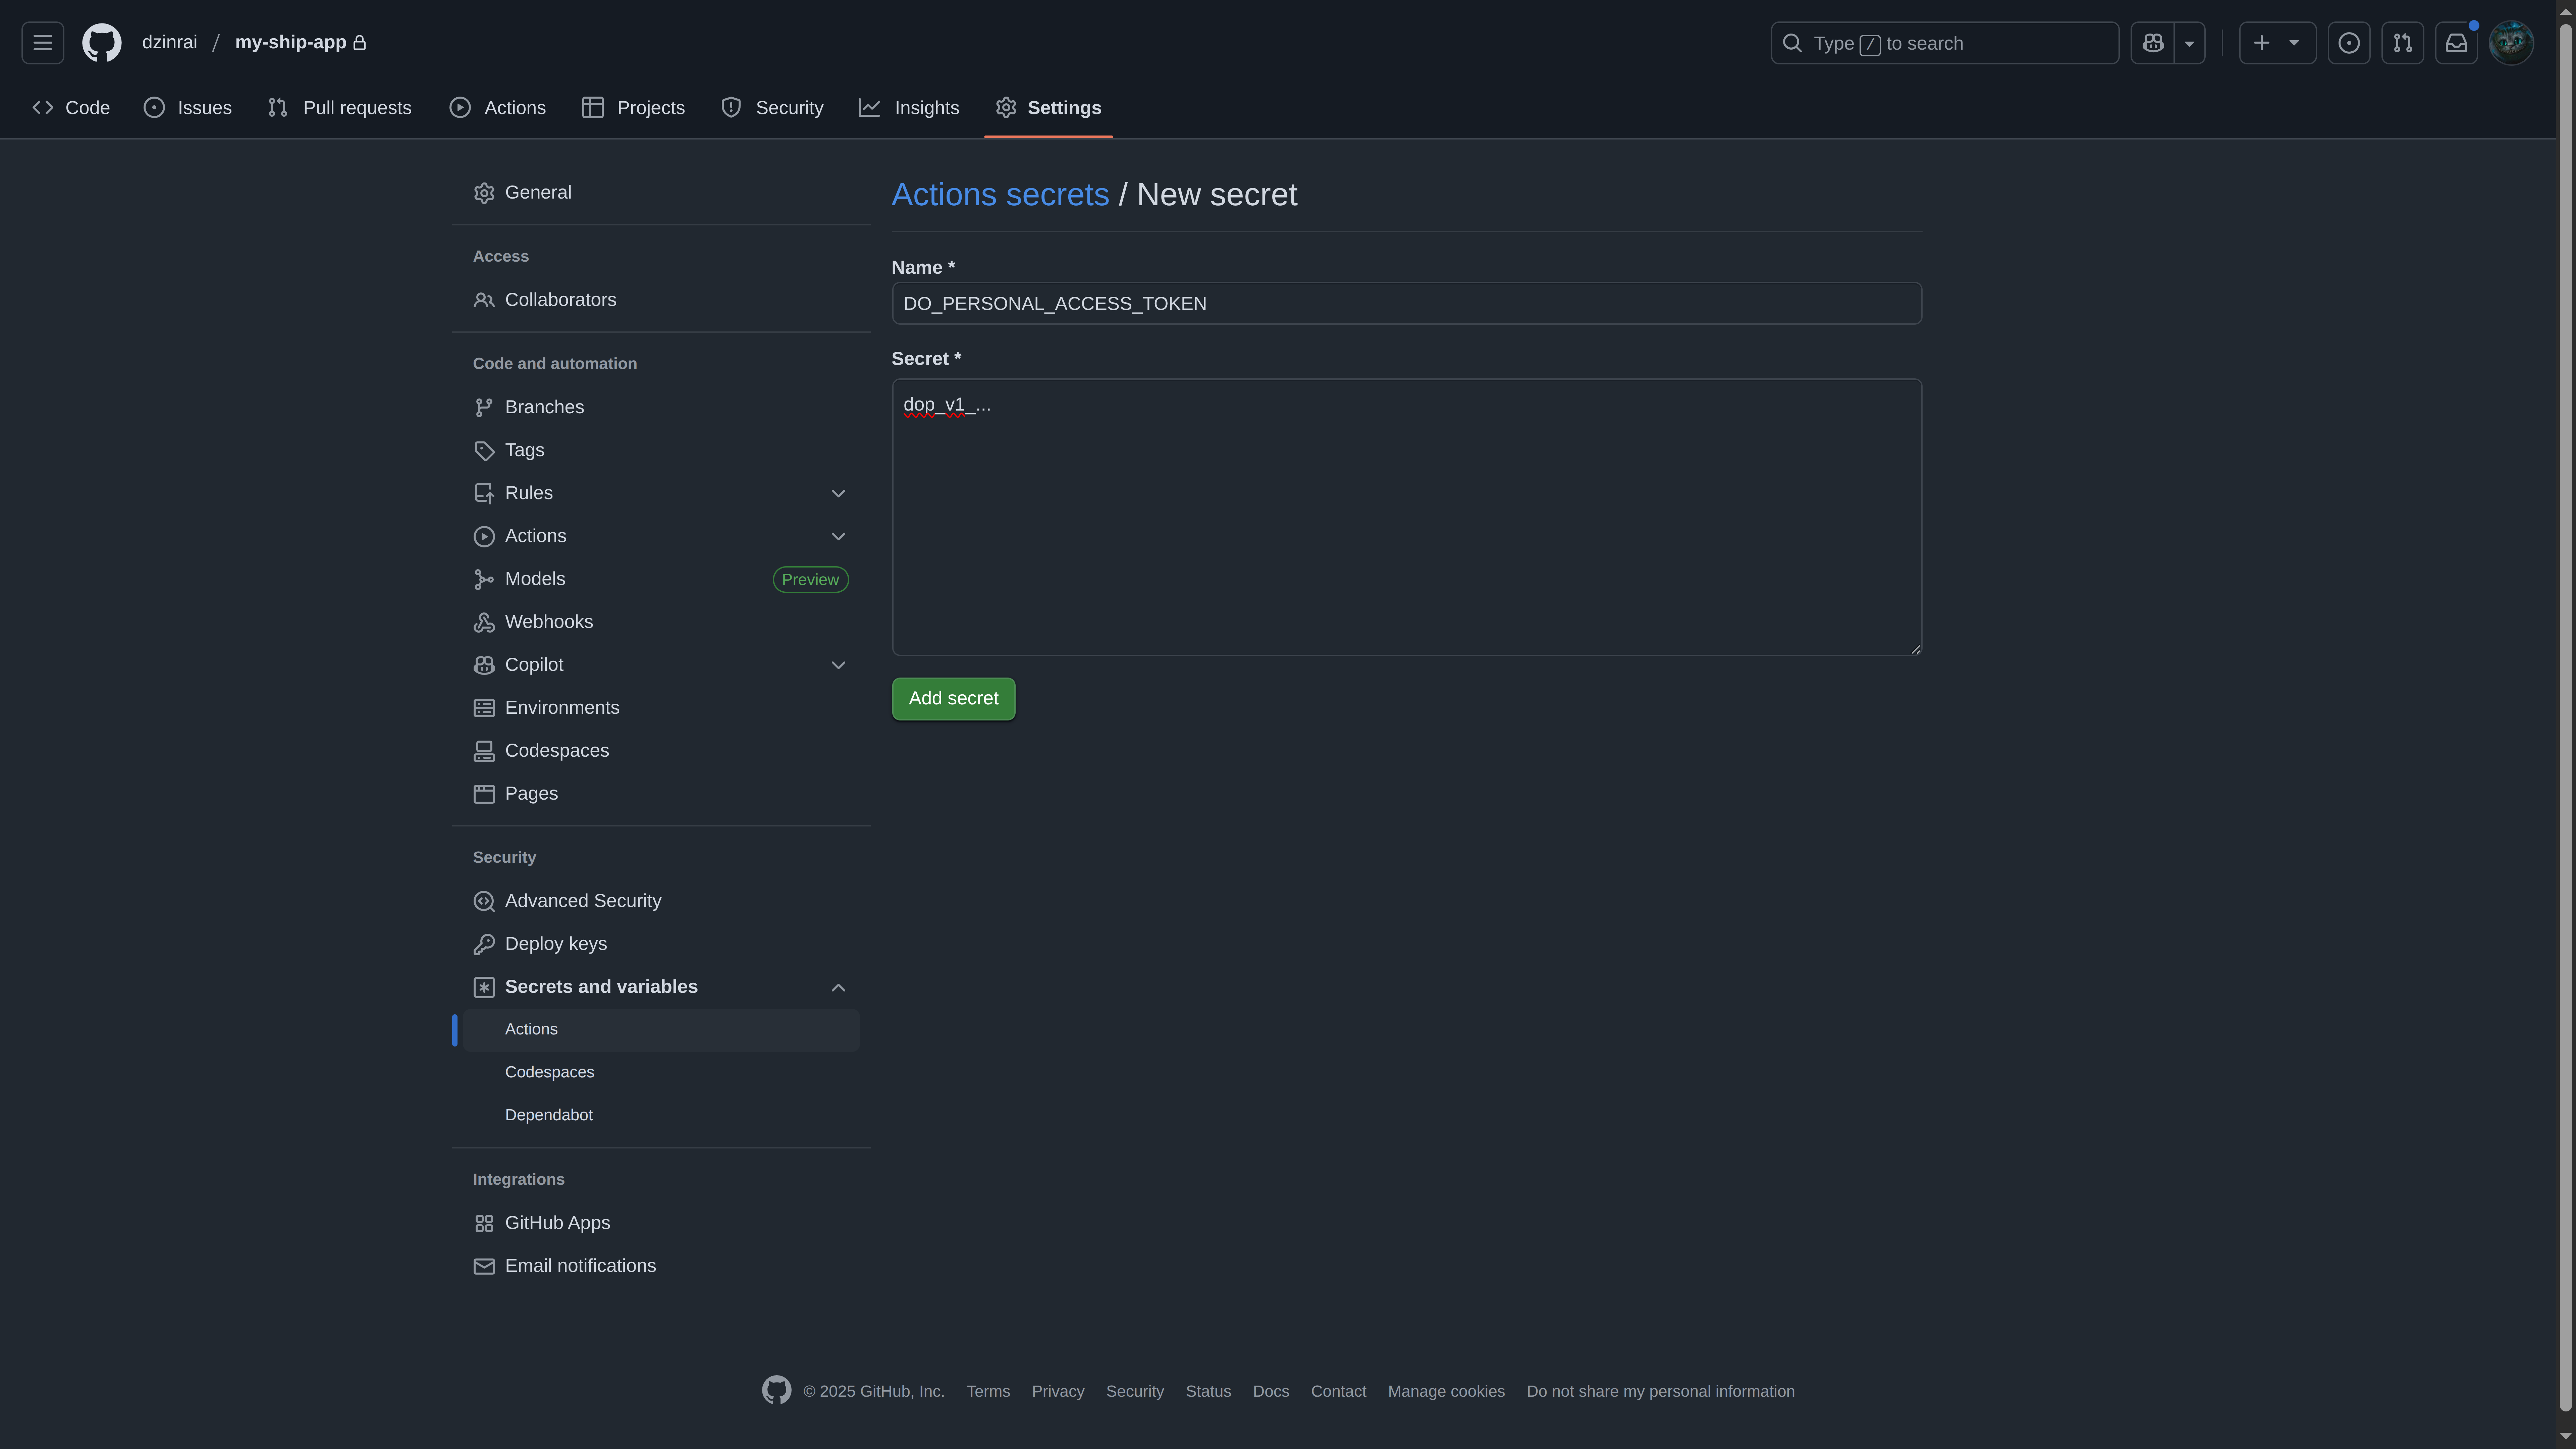 dzinrai / my-ship-app
Type / to search
Code Issues Pull requests Actions Projects Security Insights Settings
General
Access
Collaborators
Code and automation
Branches
Tags
Rules
Actions
Models Preview
Webhooks
Copilot
Environments
Codespaces
Pages
Security
Advanced Security
Deploy keys
Secrets and variables
Actions
Codespaces
Dependabot
Integrations
GitHub Apps
Email notifications
Actions secrets / New secret
Name *
DO_PERSONAL_ACCESS_TOKEN
Secret *
dop_v1_...
Add secret
© 2025 GitHub, Inc. Terms Privacy Security Status Docs Contact Manage cookies Do not share my personal information